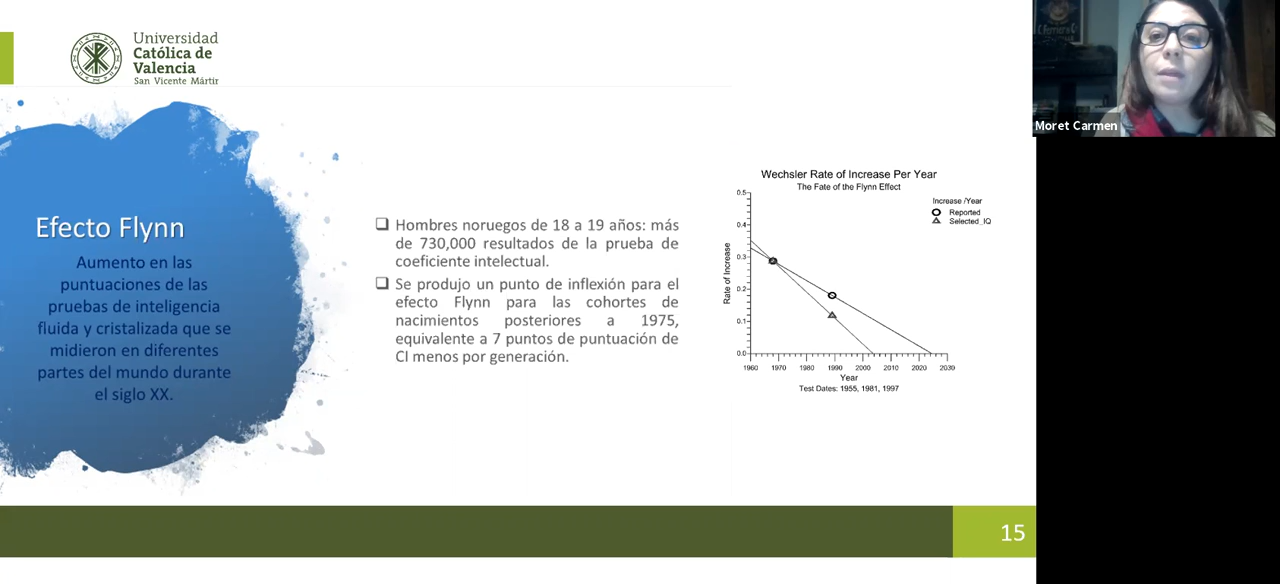 Universidad
Católica de
Valencia
San Vicente Mártir
Efecto Flynn
Aumento en las
puntuaciones de las
pruebas de inteligencia
fluida y cristalizada que se
midieron en diferentes
partes del mundo durante
el siglo XX.
❑ Hombres noruegos de 18 a 19 años: más
de 730,000 resultados de la prueba de
coeficiente intelectual.
❑ Se produjo un punto de inflexión para el
efecto Flynn para las cohortes de
nacimientos posteriores a 1975,
equivalente a 7 puntos de puntuación de
CI menos por generación.
Wechsler Rate of Increase Per Year
The Fate of the Flynn Effect
Increase /Year
Reported
Selected_IQ
Rate of Increase
0.5
0.4
0.3
0.2
0.1
0.0
1960 1970 1980 1990 2000 2010 2020 2030
Year
Test Dates: 1955, 1981, 1997
Moret Carmen
15